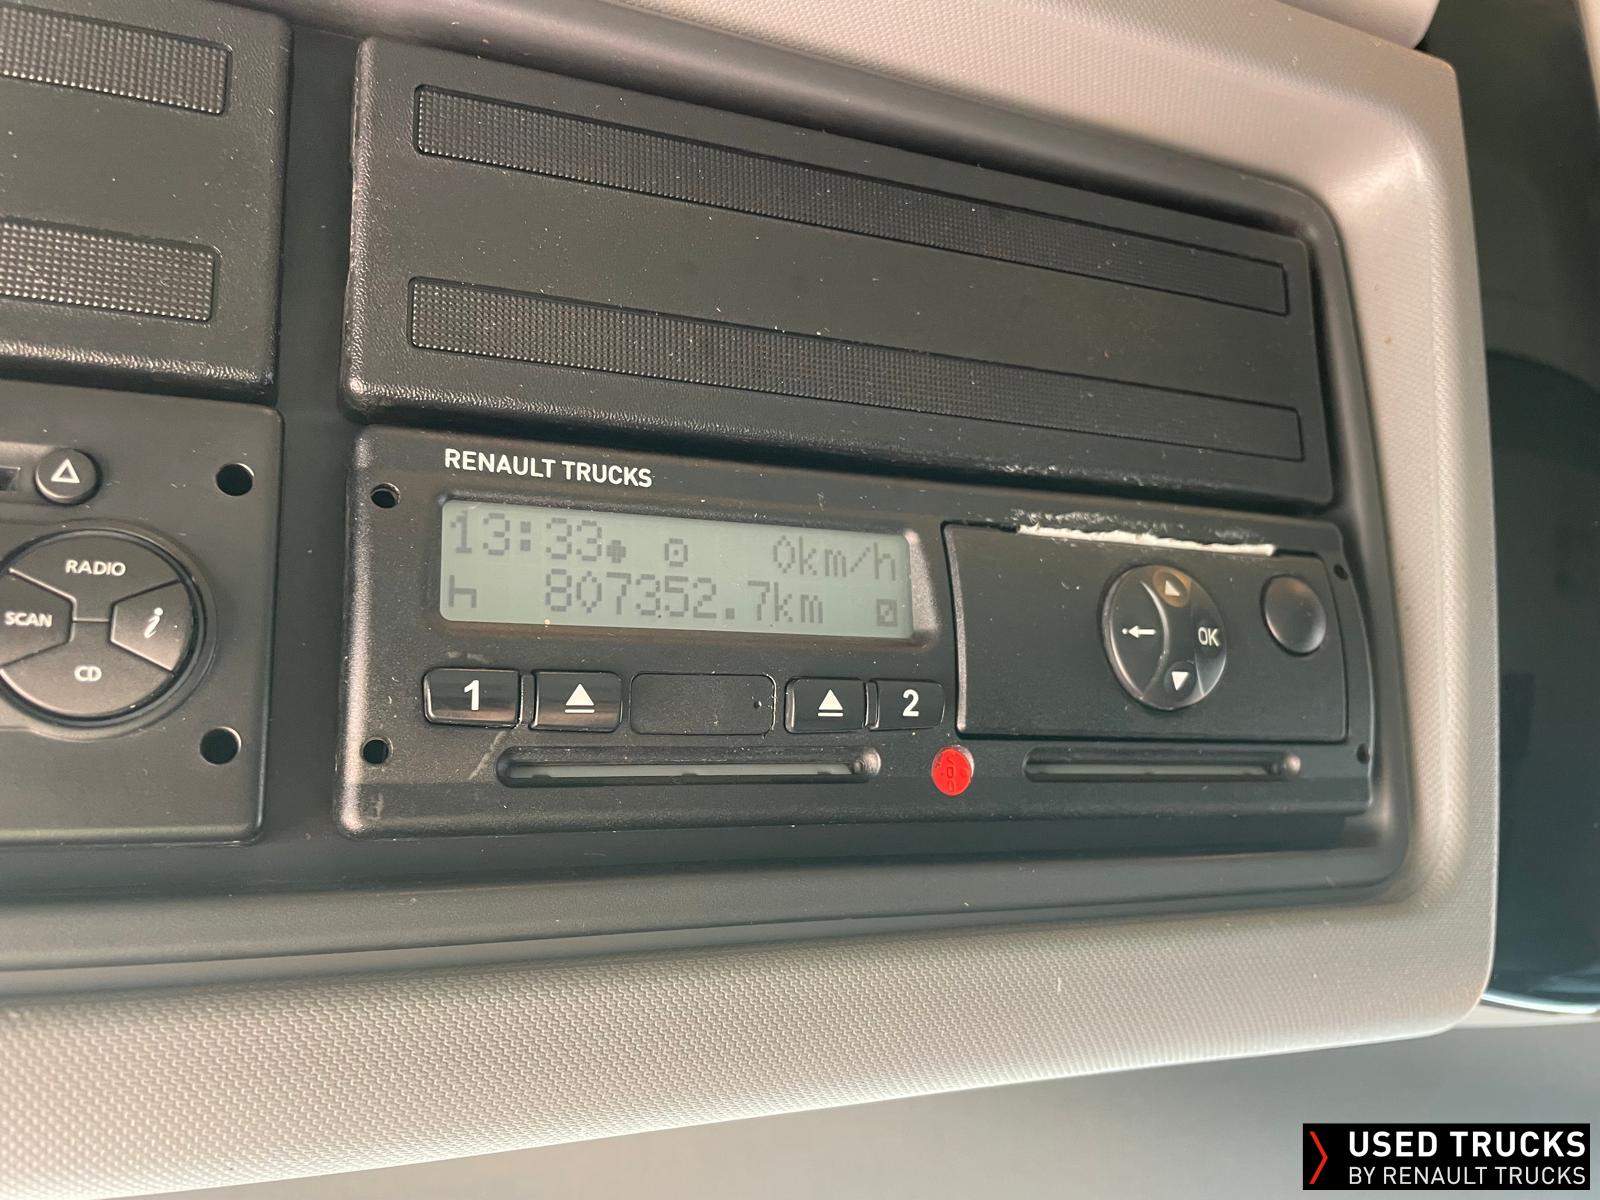 RENAULT TRUCKS
13:33 0km/h
807352.7km
1
2
OK
RADIO
SCAN
i
CD
USED TRUCKS
BY RENAULT TRUCKS